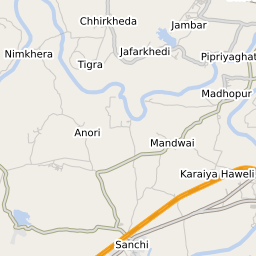 Chhirkheda
Jambar
Nimkhera
Jafarkhedi
Tigra
Pipriyaghat
Madhopur
Anori
Mandwai
Karaiya Haweli
Sanchi